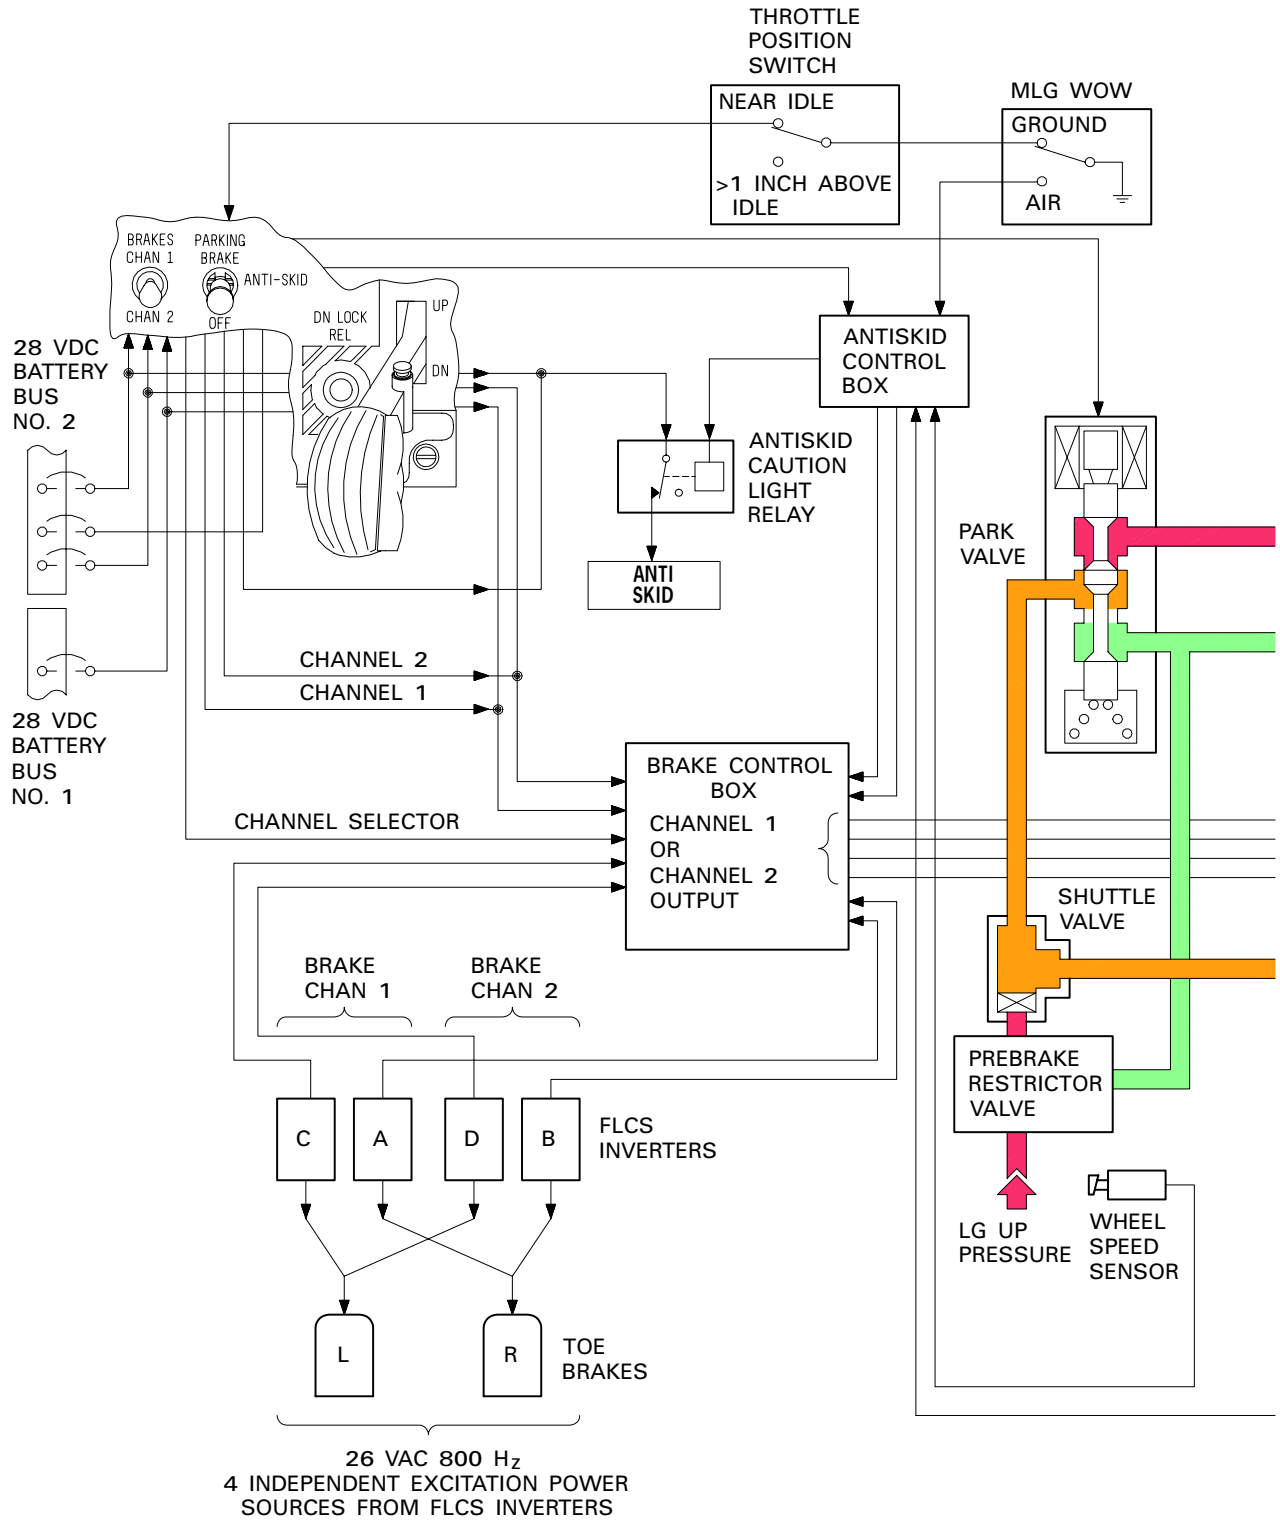 THROTTLE
POSITION
SWITCH
NEAR IDLE
>1 INCH ABOVE
IDLE
MLG WOW
GROUND
AIR
BRAKES
CHAN 1
CHAN 2
PARKING
BRAKE
ANTI-SKID
OFF
DN LOCK
REL
UP
DN
28 VDC
BATTERY
BUS
NO. 2
ANTISKID
CONTROL
BOX
ANTISKID
CAUTION
LIGHT
RELAY
ANTI
SKID
PARK
VALVE
28 VDC
BATTERY
BUS
NO. 1
CHANNEL 2
CHANNEL 1
CHANNEL SELECTOR
BRAKE CONTROL
BOX
CHANNEL 1
OR
CHANNEL 2
OUTPUT
SHUTTLE
VALVE
BRAKE
CHAN 1
BRAKE
CHAN 2
PREBRAKE
RESTRICTOR
VALVE
C
A
D
B
FLCS
INVERTERS
LG UP
PRESSURE
WHEEL
SPEED
SENSOR
L
R
TOE
BRAKES
26 VAC 800 Hz
4 INDEPENDENT EXCITATION POWER
SOURCES FROM FLCS INVERTERS